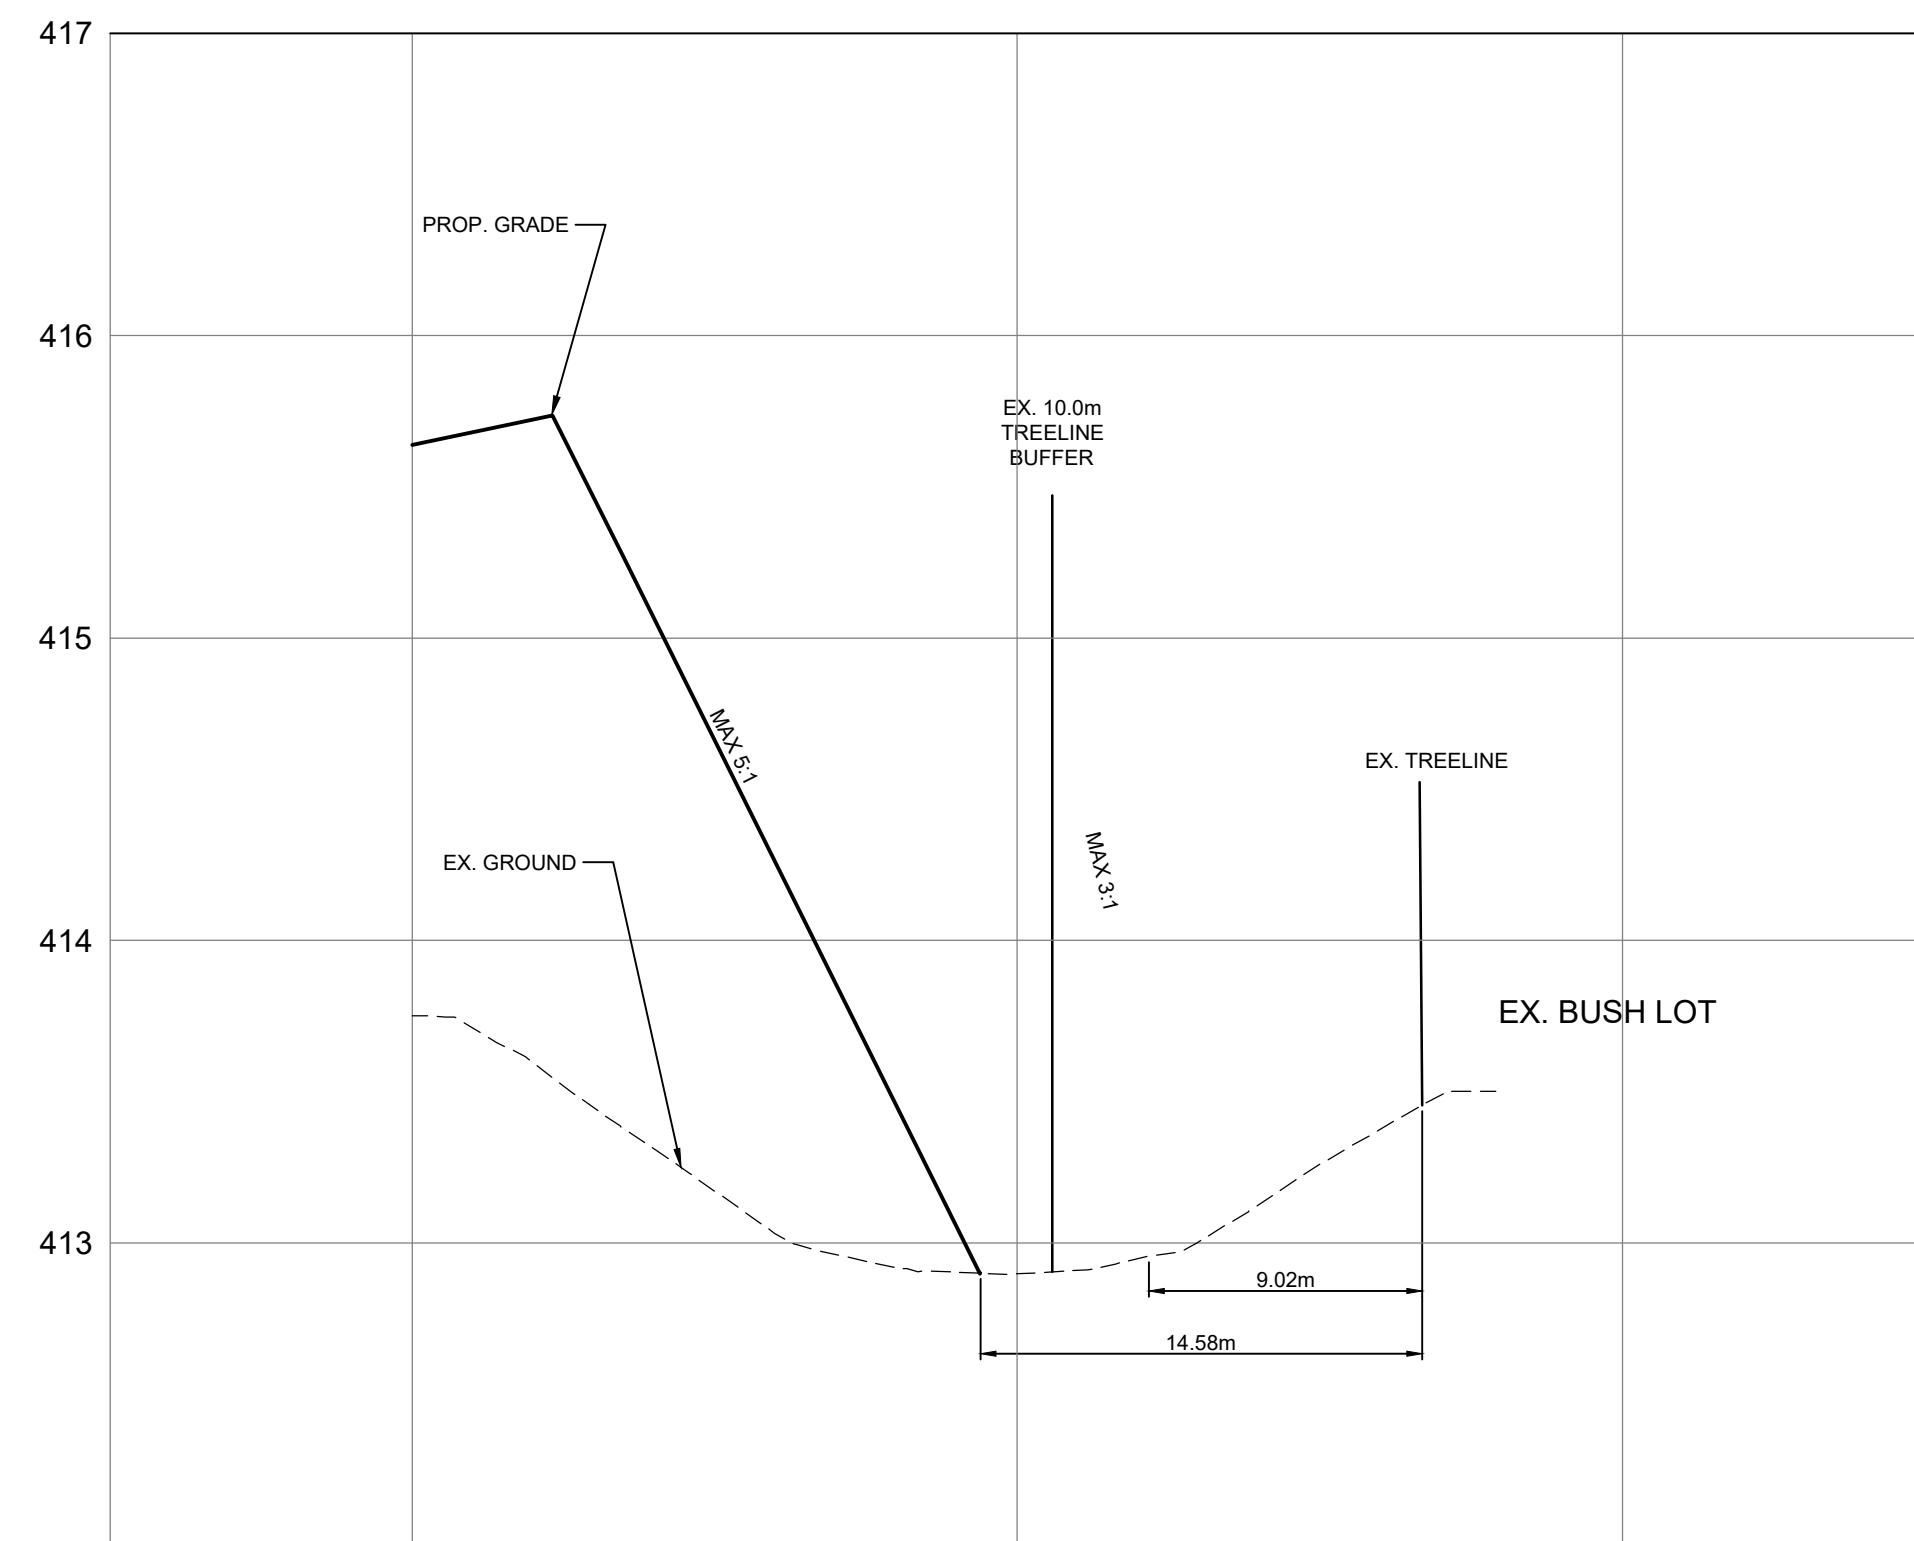 417
PROP. GRADE
416
EX. 10.0m
TREELINE
BUFFER
415
MAX 5:1
EX. TREELINE
MAX 3:1
EX. GROUND
414
EX. BUSH LOT
413
9.02m
14.58m